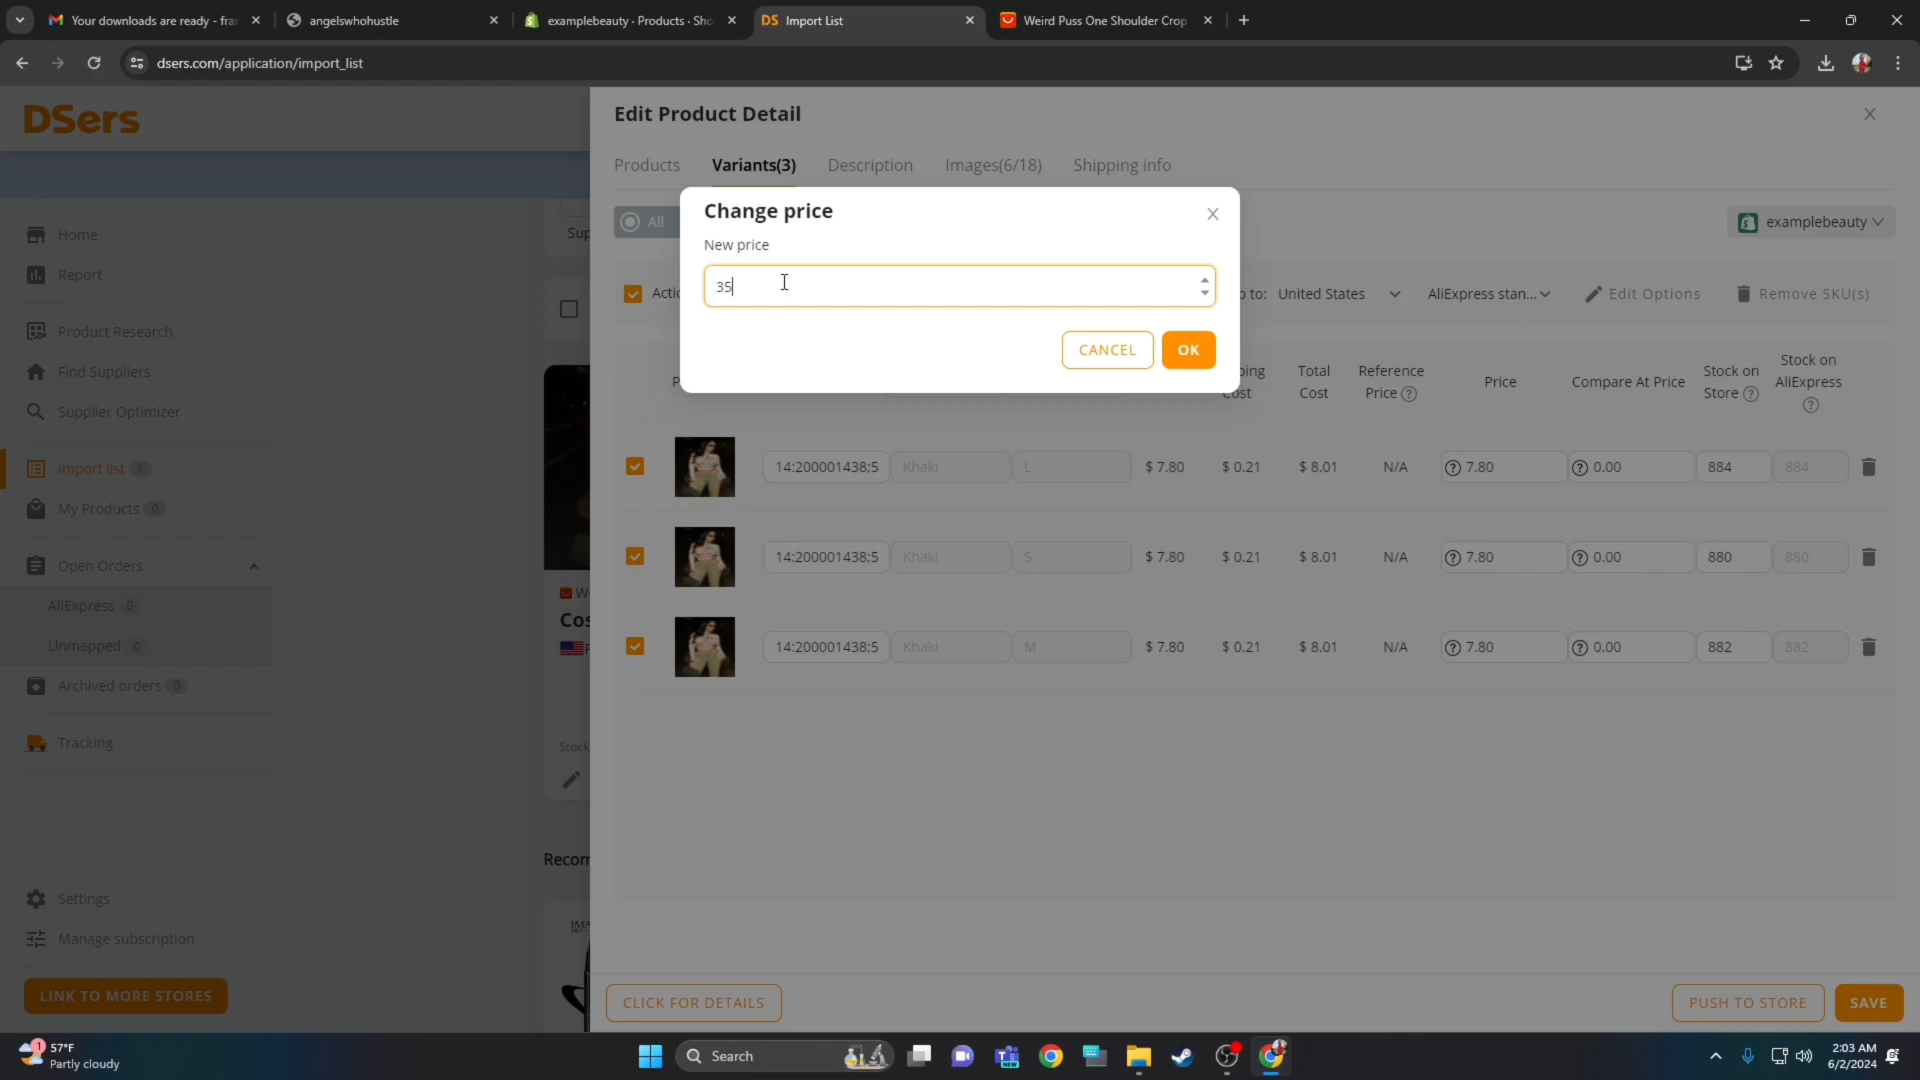 Your downloads are ready - fra
angelswhohustle
examplebeauty · Products · Sho
DS Import List
Weird Puss One Shoulder Crop
dsers.com/application/import_list
DSers
Edit Product Detail
Products
Variants(3)
Description
Images(6/18)
Shipping info
Change price
New price
35
CANCEL
OK
All
Sup
examplebeauty
Home
Report
Product Research
Find Suppliers
Supplier Optimizer
Import list 1
My Products 0
Open Orders
AliExpress 0
Unmapped 0
Archived orders 0
Tracking
Settings
Manage subscription
LINK TO MORE STORES
Cos
Stock
Recom
United States
AliExpress stan...
Edit Options
Remove SKU(s)
Cost
Total Cost
Reference Price
Price
Compare At Price
Stock on Store
Stock on AliExpress
14:200001438;5 Khaki L $ 7.80 $ 0.21 $ 8.01 N/A 7.80 0.00 884 884
14:200001438;5 Khaki S $ 7.80 $ 0.21 $ 8.01 N/A 7.80 0.00 880 880
14:200001438;5 Khaki M $ 7.80 $ 0.21 $ 8.01 N/A 7.80 0.00 882 882
CLICK FOR DETAILS
PUSH TO STORE
SAVE
1
57°F
Partly cloudy
Search
NEW
2:03 AM
6/2/2024